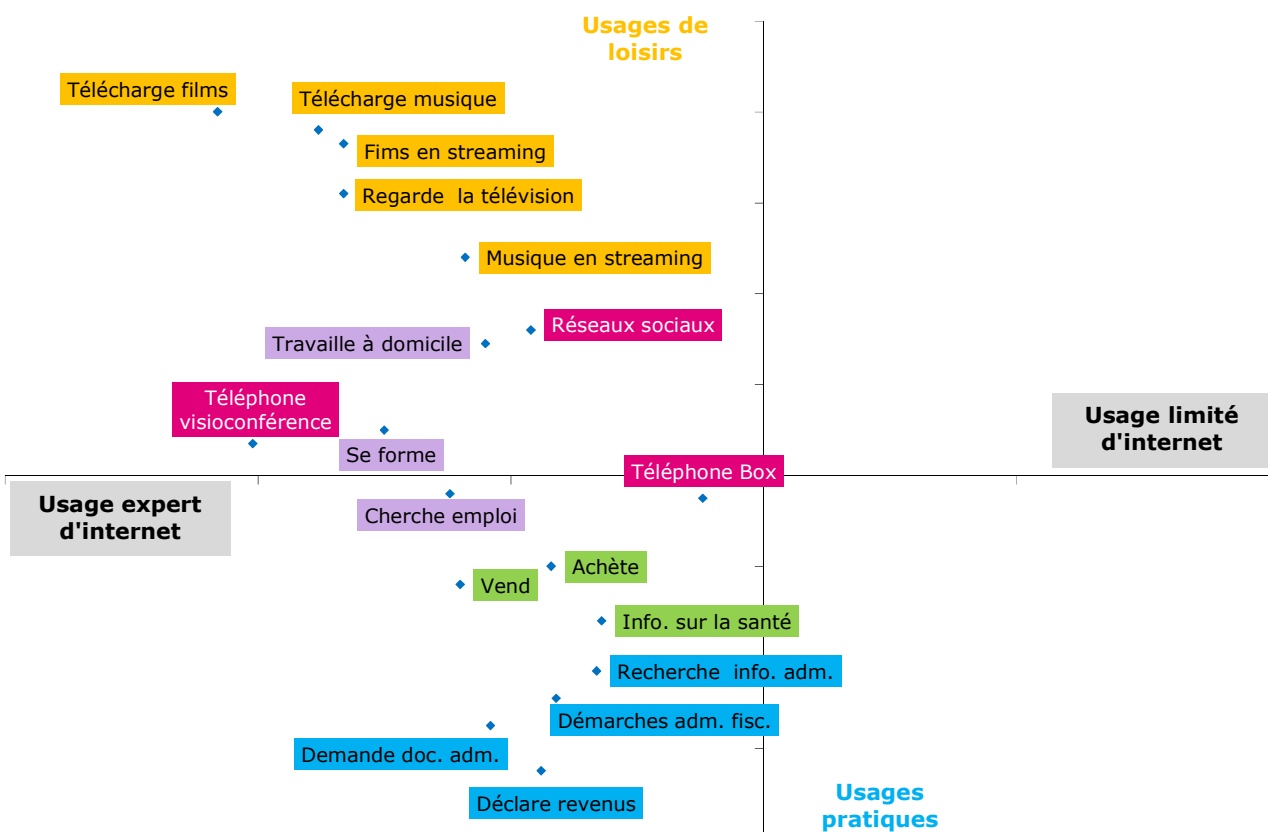 Usages de
loisirs
Télécharge films
Télécharge musique
Fims en streaming
Regarde la télévision
Musique en streaming
Réseaux sociaux
Travaille à domicile
Téléphone
visioconférence
Se forme
Usage limité
d'internet
Téléphone Box
Usage expert
d'internet
Cherche emploi
Achète
Vend
Info. sur la santé
Recherche info. adm.
Démarches adm. fisc.
Demande doc. adm.
Déclare revenus
Usages
pratiques